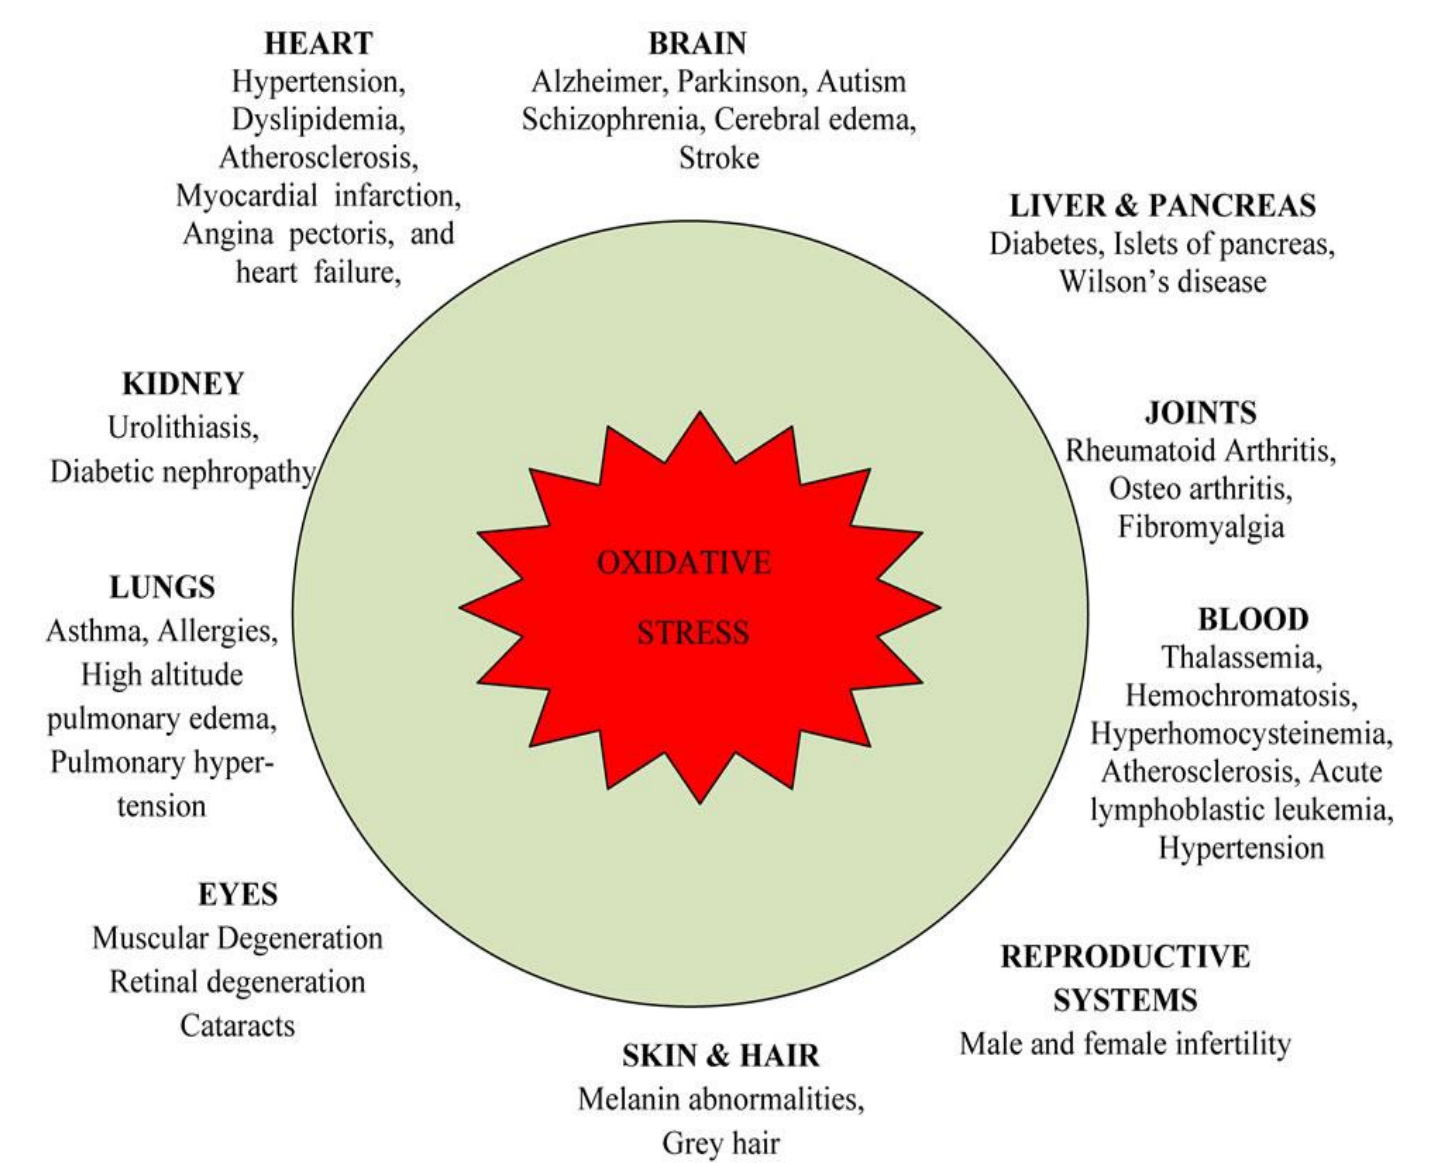 HEART
Hypertension,
Dyslipidemia,
Atherosclerosis,
Myocardial infarction,
Angina pectoris, and
heart failure,
BRAIN
Alzheimer, Parkinson, Autism
Schizophrenia, Cerebral edema,
Stroke
LIVER & PANCREAS
Diabetes, Islets of pancreas,
Wilson's disease
KIDNEY
Urolithiasis,
Diabetic nephropathy
JOINTS
Rheumatoid Arthritis,
Osteo arthritis,
Fibromyalgia
OXIDATIVE
STRESS
LUNGS
Asthma, Allergies,
High altitude
pulmonary edema,
Pulmonary hyper-
tension
BLOOD
Thalassemia,
Hemochromatosis,
Hyperhomocysteinemia,
Atherosclerosis, Acute
lymphoblastic leukemia,
Hypertension
EYES
Muscular Degeneration
Retinal degeneration
Cataracts
REPRODUCTIVE
SYSTEMS
Male and female infertility
SKIN & HAIR
Melanin abnormalities,
Grey hair